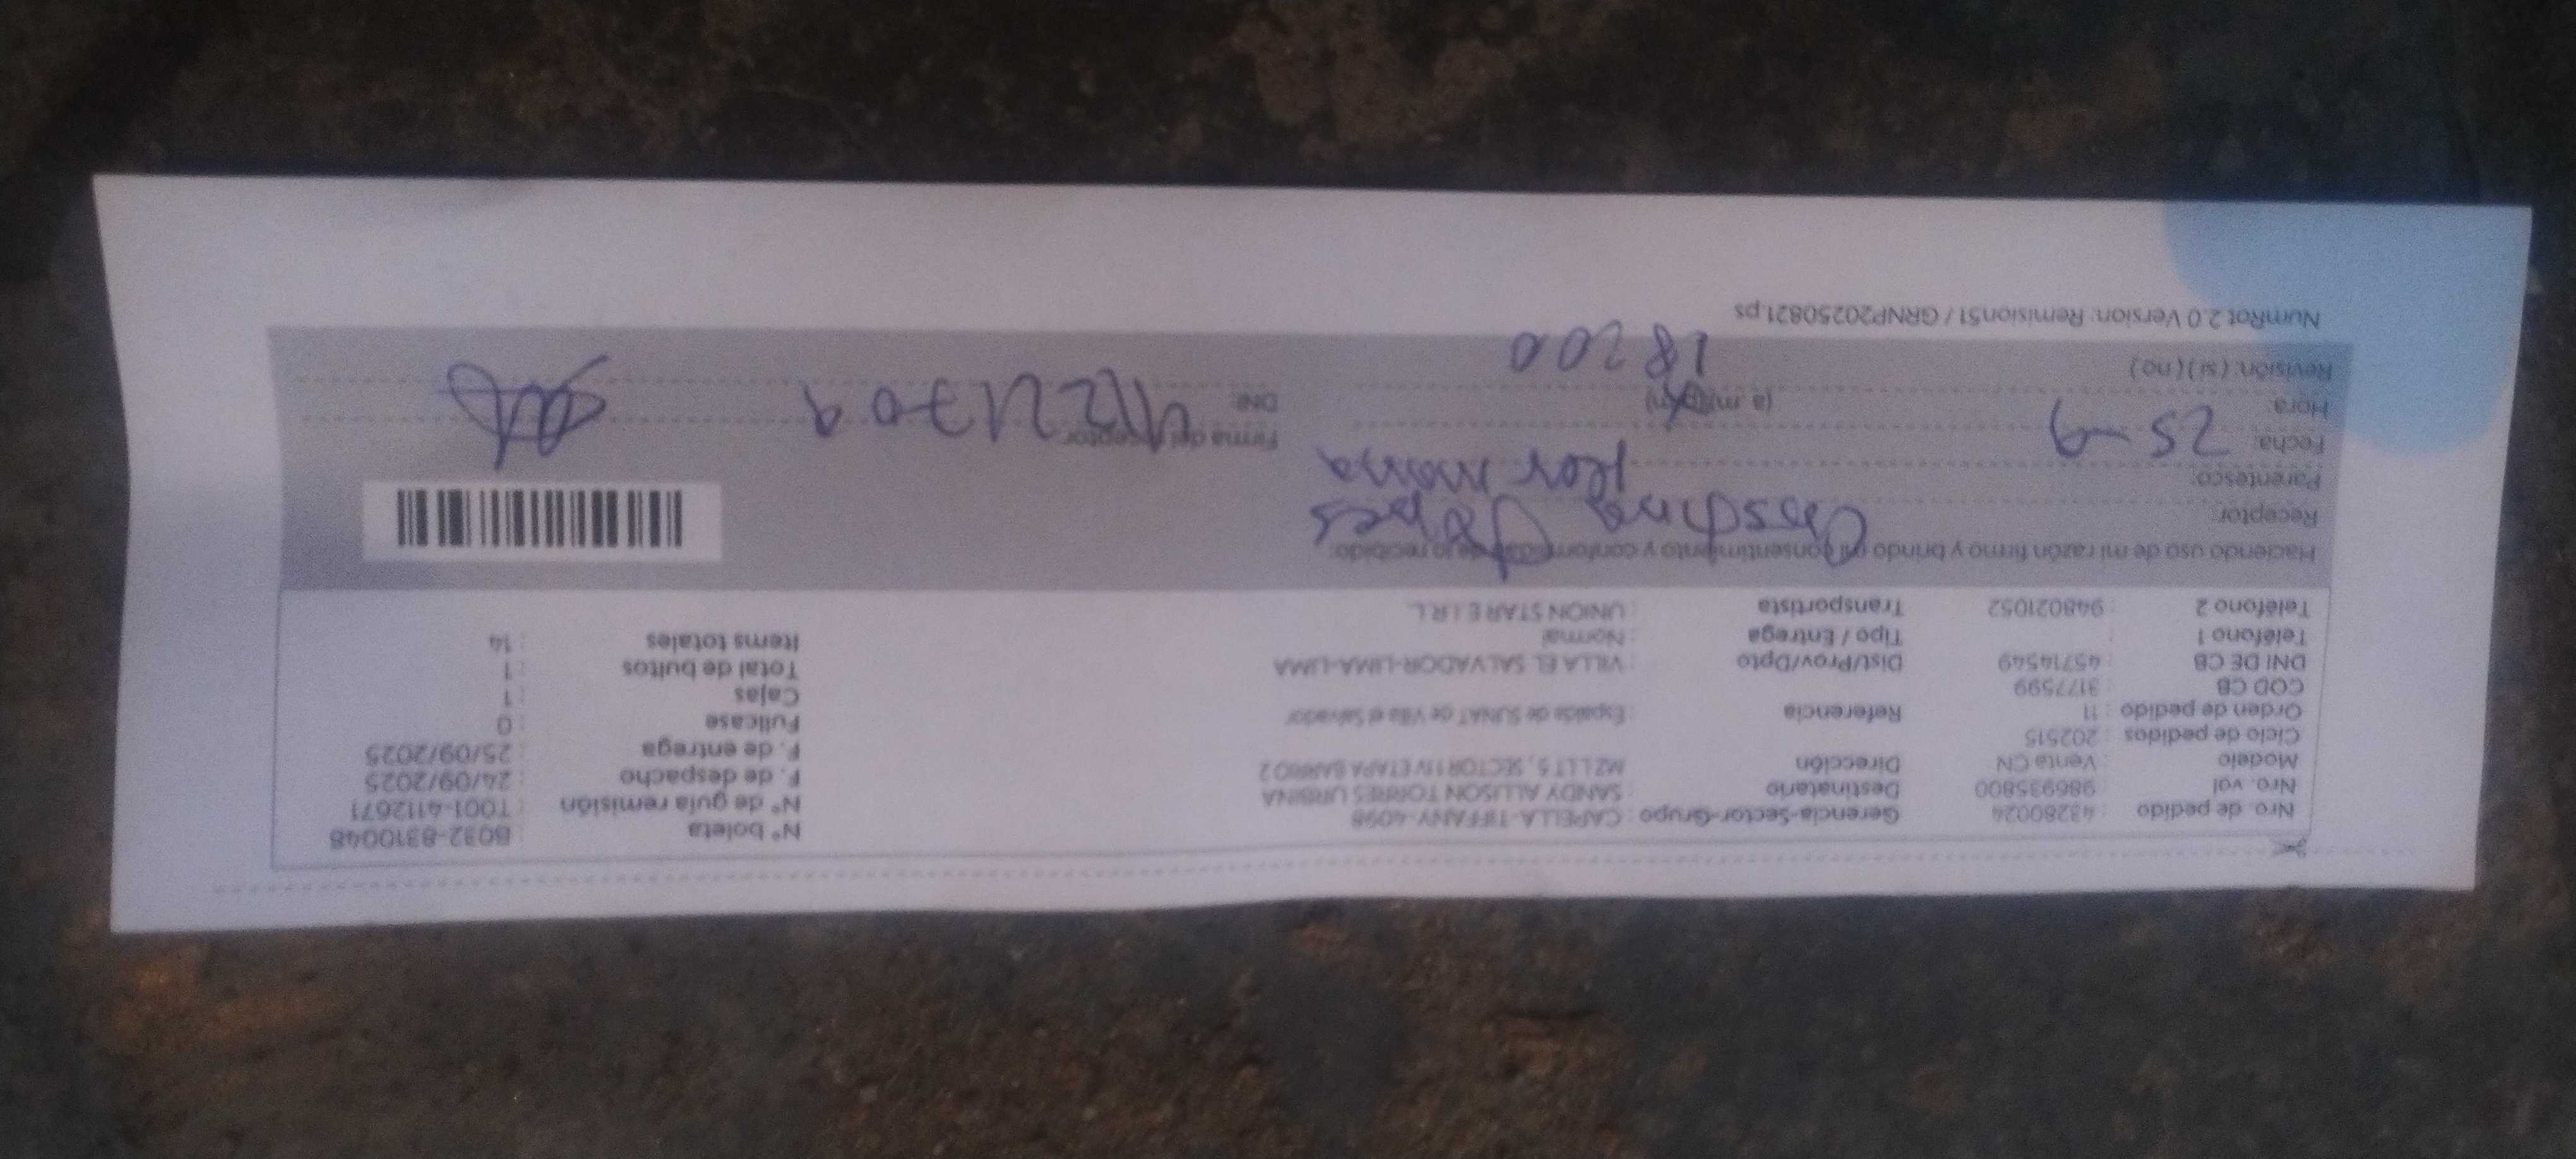 Nro. de pedido : 43280024 Gerencia-Sector-Grupo : CAPELLA-TIFFANY-4098 N° boleta : B032-8310048
Nro. vol : 986935800 Destinatario : SANDY ALLISON TORRES URBINA N° de guía remisión : T001-4112671
Modelo : Venta CN Dirección : MZ L LT 5, SECTOR 1 IV ETAPA BARRIO 2 F. de despacho : 24/09/2025
Ciclo de pedidos : 202515 F. de entrega : 25/09/2025
Orden de pedido : 11 Referencia : Espalda de SUNAT de Villa el Salvador Fullcase : 0
COD CB : 3177599 Cajas : 1
DNI DE CB : 45714549 Dist/Prov/Dpto : VILLA EL SALVADOR-LIMA-LIMA Total de bultos : 1
Teléfono 1 : Tipo / Entrega : Normal Items totales : 14
Teléfono 2 : 948021052 Transportista : UNION STAR E.I.R.L.
Haciendo uso de mi razón firmo y brindo mi consentimiento y conformidad de lo recibido:
Receptor:
Parentesco:
Fecha: 25-9 Firma del receptor
Hora: (a. m)(p. m) DNI:
Revisión: (si) (no) 18200
NumRot 2.0 Version: Remision51 / GRNP20250821.ps